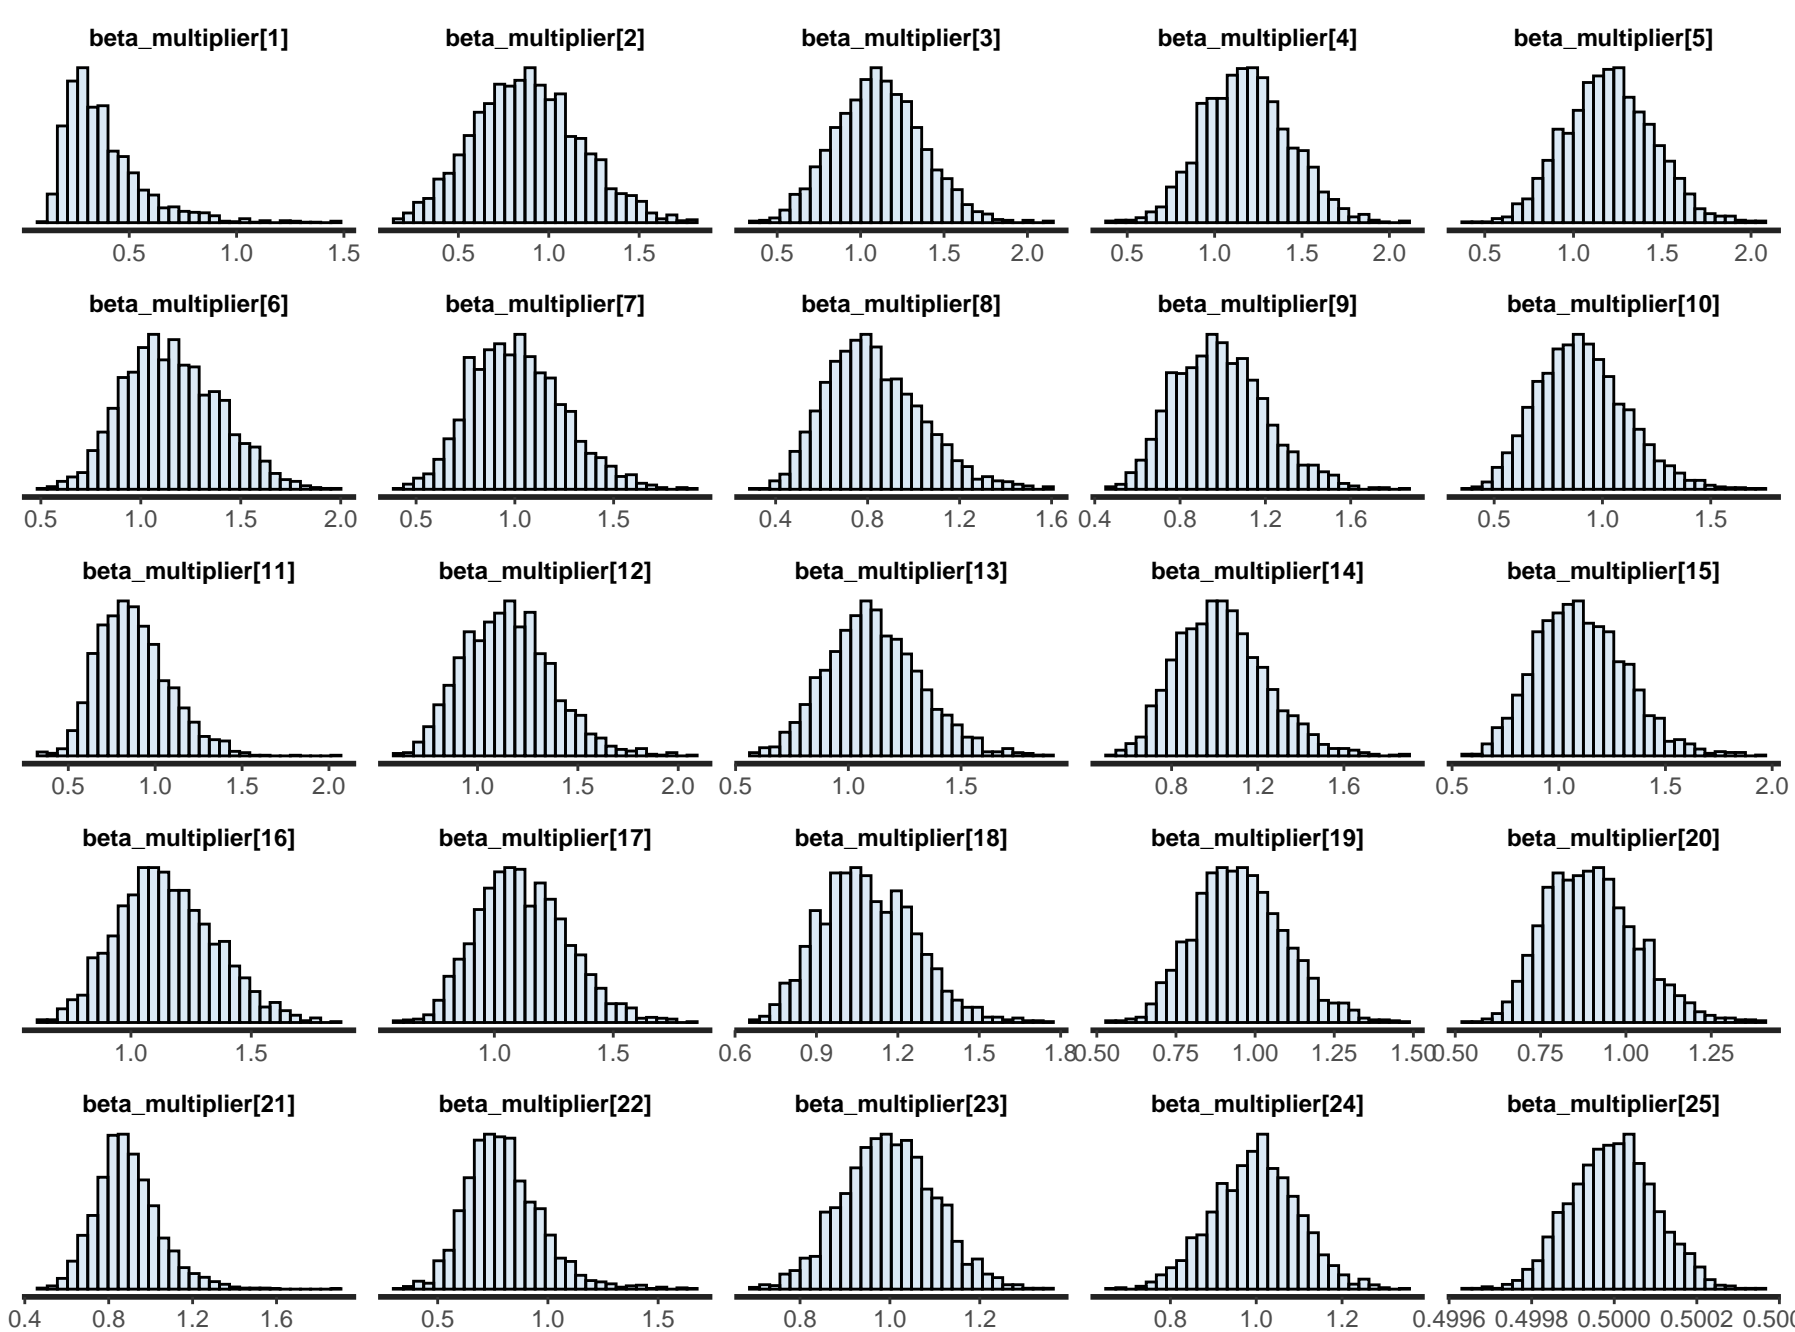 beta_multiplier[1] beta_multiplier[2] beta_multiplier[3] beta_multiplier[4] beta_multiplier[5]
0.5 1.0 1.5 0.5 1.0 1.5 0.5 1.0 1.5 2.0 0.5 1.0 1.5 2.0 0.5 1.0 1.5 2.0
beta_multiplier[6] beta_multiplier[7] beta_multiplier[8] beta_multiplier[9] beta_multiplier[10]
0.5 1.0 1.5 2.0 0.5 1.0 1.5 0.4 0.8 1.2 1.6 0.4 0.8 1.2 1.6 0.5 1.0 1.5
beta_multiplier[11] beta_multiplier[12] beta_multiplier[13] beta_multiplier[14] beta_multiplier[15]
0.5 1.0 1.5 2.0 1.0 1.5 2.0 0.5 1.0 1.5 0.8 1.2 1.6 0.5 1.0 1.5 2.0
beta_multiplier[16] beta_multiplier[17] beta_multiplier[18] beta_multiplier[19] beta_multiplier[20]
1.0 1.5 1.0 1.5 0.6 0.9 1.2 1.5 1.8 0.50 0.75 1.00 1.25 1.50 0.50 0.75 1.00 1.25
beta_multiplier[21] beta_multiplier[22] beta_multiplier[23] beta_multiplier[24] beta_multiplier[25]
0.4 0.8 1.2 1.6 0.5 1.0 1.5 0.8 1.0 1.2 0.8 1.0 1.2 0.4996 0.4998 0.5000 0.5002